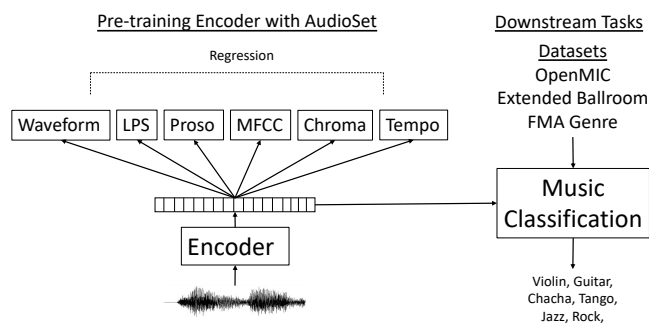 Pre-training Encoder with AudioSet
Regression
Waveform LPS Proso MFCC Chroma Tempo
Encoder
Downstream Tasks
Datasets
OpenMIC
Extended Ballroom
FMA Genre
Music
Classification
Violin, Guitar,
Chacha, Tango,
Jazz, Rock,